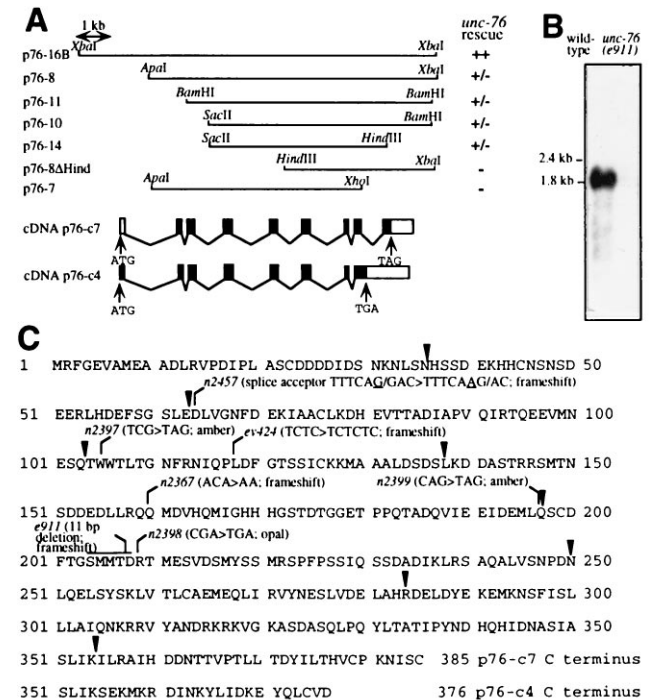 A
1 kb
unc-76
rescue
p76-16B XbaI XbaI ++
p76-8 ApaI XbaI +/-
p76-11 BamHI BamHI +/-
p76-10 SacII BamHI +/-
p76-14 SacII HindIII +/-
p76-8ΔHind HindIII XbaI -
p76-7 ApaI XhoI -
cDNA p76-c7
ATG TAG
cDNA p76-c4
ATG TGA
B
wild-type unc-76 (e911)
2.4 kb
1.8 kb
C
1 MRFGEVAMEA ADLRVPDIPL ASCDDDDIDS NKNLSNHSSD EKHHCNSNSD 50
n2457 (splice acceptor TTTCAG/GAC>TTTCAAG/AC; frameshift)
51 EERLHDEFSG SLEDLVGNFD EKIAACLKDH EVTTADIAPV QIRTQEEVMN 100
n2397 (TCG>TAG; amber) ev424 (TCTC>TCTCTC; frameshift)
101 ESQTWWTLTG NFRNIQPLDF GTSSICKKMA AALDSDSLKD DASTRRSMTN 150
n2367 (ACA>AA; frameshift) n2399 (CAG>TAG; amber)
151 SDDEDLLRQQ MDVHQMIGHH HGSTDTGGET PPQTADQVIE EIDEMLQSCD 200
e911 (11 bp deletion; frameshift) n2398 (CGA>TGA; opal)
201 FTGSMMTDRT MESVDSMYSS MRSPFPSSIQ SSDADIKLRS AQALVSNPDN 250
251 LQELSYSKLV TLCAEMEQLI RVYNESLVDE LAHRDELDYE KEMKNSFISL 300
301 LLAIQNKRRV YANDRKRKVG KASDASQLPQ YLTATIPYND HQHIDNASIA 350
351 SLIKILRAIH DDNTTVPTLL TDYILTHVCP KNISC 385 p76-c7 C terminus
351 SLIKSEKMKR DINKYLIDKE YQLCVD 376 p76-c4 C terminus